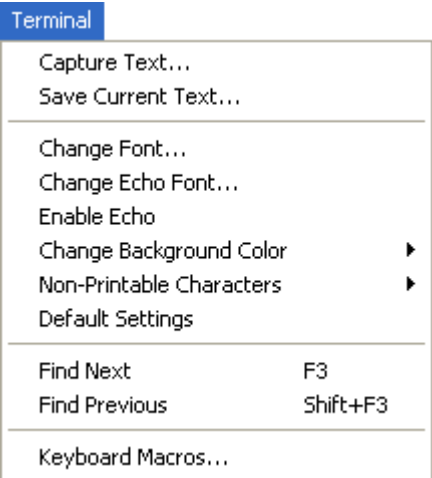 Terminal
Capture Text...
Save Current Text...
Change Font...
Change Echo Font...
Enable Echo
Change Background Color
Non-Printable Characters
Default Settings
Find Next F3
Find Previous Shift+F3
Keyboard Macros...